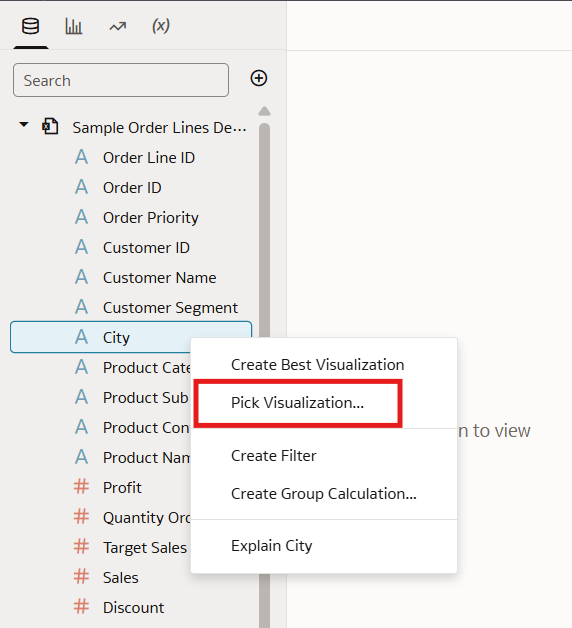 (x)
Search
Sample Order Lines De...
Order Line ID
Order ID
Order Priority
Customer ID
Customer Name
Customer Segment
City
Product Cate
Product Sub
Product Con
Product Nam
Profit
Quantity Ord
Target Sales
Sales
Discount
Create Best Visualization
Pick Visualization...
Create Filter
Create Group Calculation...
Explain City
n to view